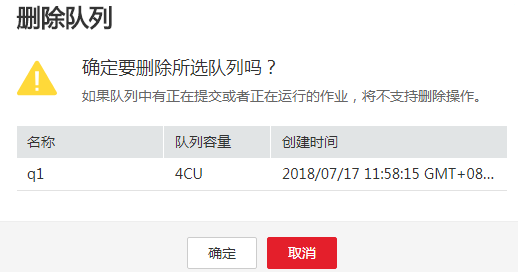 删除队列
确定要删除所选队列吗？
如果队列中有正在提交或者正在运行的作业，将不支持删除操作。
名称 队列容量 创建时间
q1 4CU 2018/07/17 11:58:15 GMT+08...
确定 取消